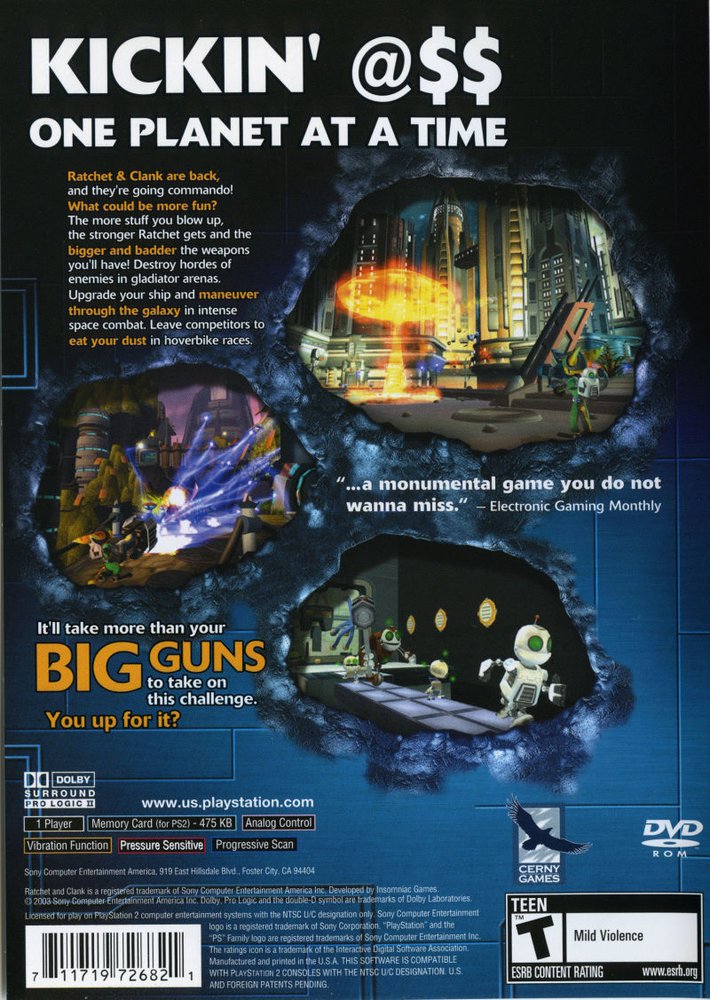 KICKIN' @$$
ONE PLANET AT A TIME
Ratchet & Clank are back,
and they're going commando!
What could be more fun?
The more stuff you blow up,
the stronger Ratchet gets and the
bigger and badder the weapons
you'll have! Destroy hordes of
enemies in gladiator arenas.
Upgrade your ship and maneuver
through the galaxy in intense
space combat. Leave competitors to
eat your dust in hoverbike races.
"...a monumental game you do not
wanna miss." – Electronic Gaming Monthly
It'll take more than your
BIG GUNS
to take on
this challenge.
You up for it?
DOLBY
SURROUND
PRO LOGIC II
www.us.playstation.com
1 Player
Memory Card (for PS2) - 475 KB
Analog Control
Vibration Function
Pressure Sensitive
Progressive Scan
CERNY
GAMES
DVD
ROM
Sony Computer Entertainment America, 919 East Hillsdale Blvd., Foster City, CA 94404
Ratchet and Clank is a registered trademark of Sony Computer Entertainment America Inc. Developed by Insomniac Games.
© 2003 Sony Computer Entertainment America Inc. Dolby, Pro Logic and the double-D symbol are trademarks of Dolby Laboratories.
Licensed for play on PlayStation 2 computer entertainment systems with the NTSC U/C designation only. Sony Computer Entertainment
logo is a registered trademark of Sony Corporation. "PlayStation" and the
"PS" Family logo are registered trademarks of Sony Computer Entertainment Inc.
The ratings icon is a trademark of the Interactive Digital Software Association.
Manufactured and printed in the U.S.A. THIS SOFTWARE IS COMPATIBLE
WITH PLAYSTATION 2 CONSOLES WITH THE NTSC U/C DESIGNATION. U.S.
AND FOREIGN PATENTS PENDING.
7 11719 72682 1
TEEN
T
TM
Mild Violence
ESRB CONTENT RATING www.esrb.org